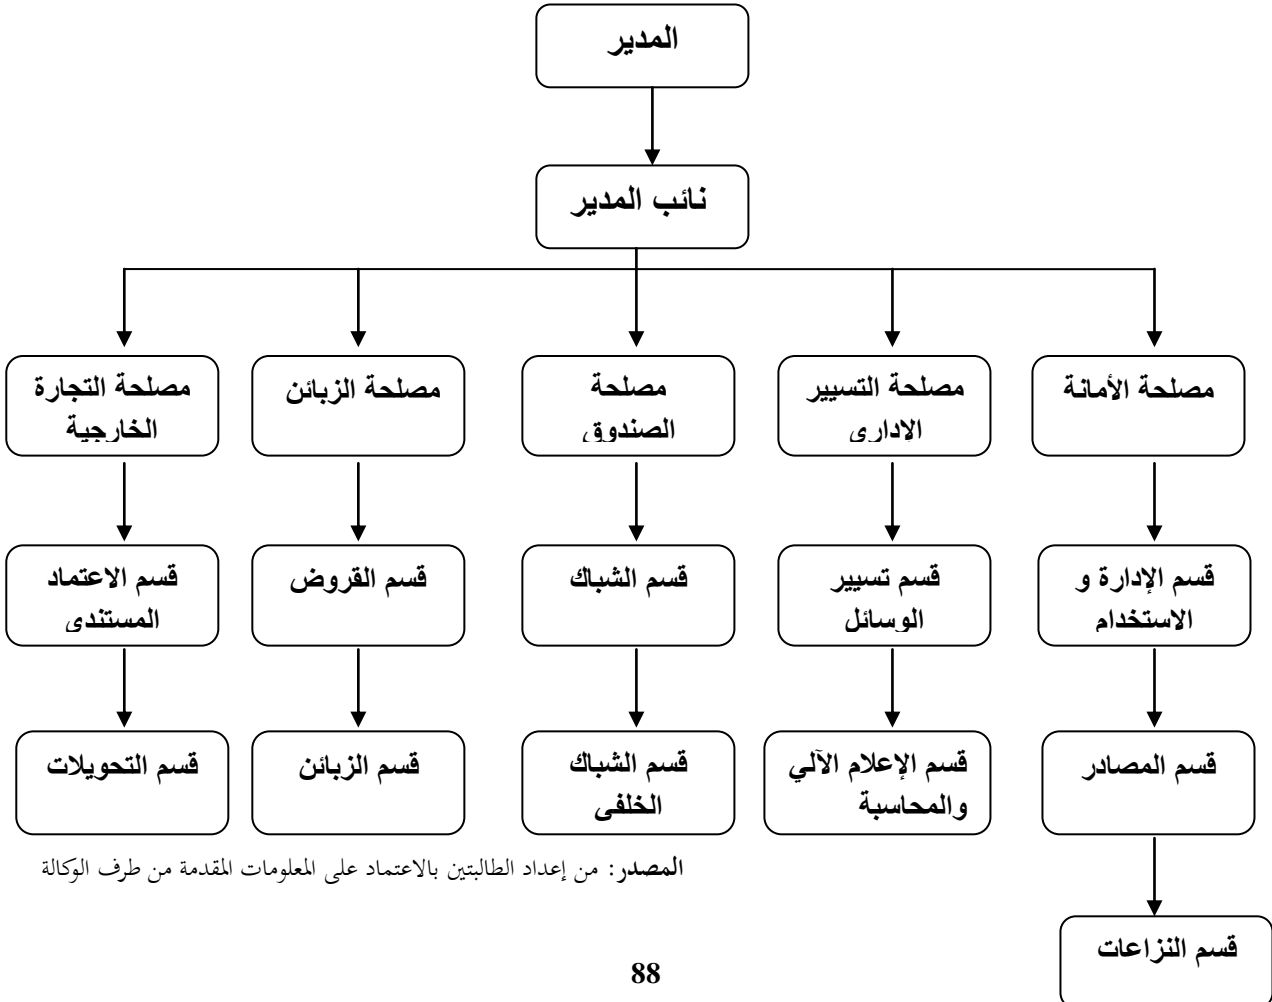 المدير
نائب المدير
مصلحة الأمانة
مصلحة التسيير
الاداري
مصلحة
الصندوق
مصلحة الزبائن
مصلحة التجارة
الخارجية
قسم الإدارة و
الاستخدام
قسم تسيير
الوسائل
قسم الشباك
قسم القروض
قسم الاعتماد
المستندي
قسم المصادر
قسم الإعلام الآلي
والمحاسبة
قسم الشباك
الخلفي
قسم الزبائن
قسم التحويلات
المصدر: من إعداد الطالبتين بالاعتماد على المعلومات المقدمة من طرف الوكالة
قسم النزاعات
88